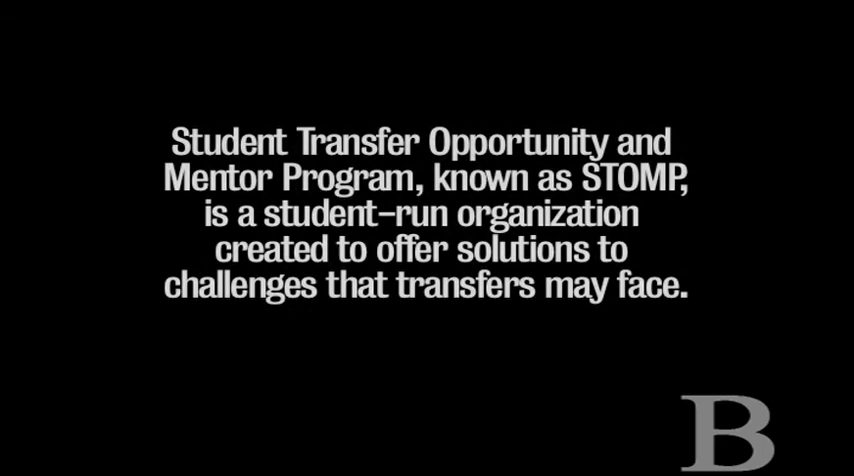 Student Transfer Opportunity and
Mentor Program, known as STOMP,
is a student-run organization
created to offer solutions to
challenges that transfers may face.
B